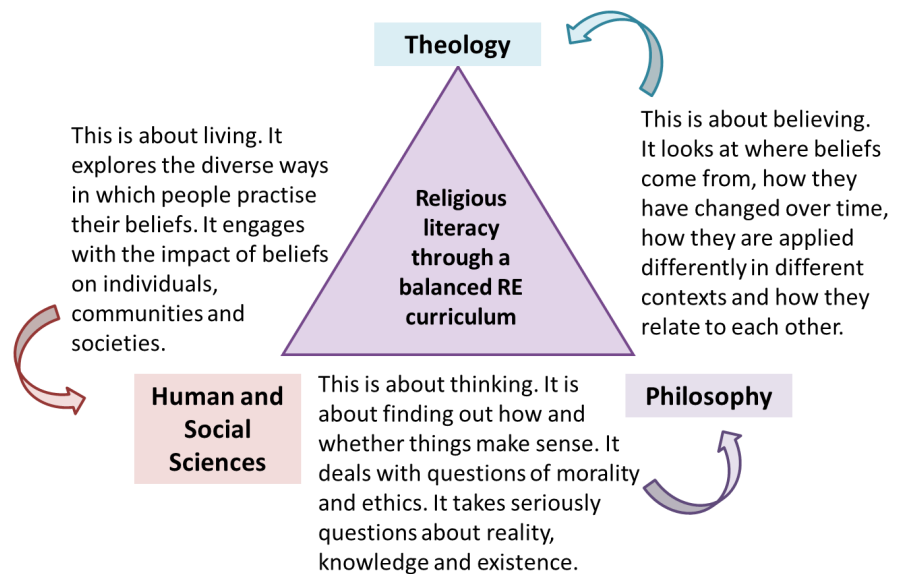 Theology
This is about believing.
It looks at where beliefs
come from, how they
have changed over time,
how they are applied
differently in different
contexts and how they
relate to each other.
This is about living. It
explores the diverse ways
in which people practise
their beliefs. It engages
with the impact of beliefs
on individuals,
communities and
societies.
Religious
literacy
through a
balanced RE
curriculum
Human and
Social
Sciences
This is about thinking. It is
about finding out how and
whether things make sense. It
deals with questions of morality
and ethics. It takes seriously
questions about reality,
knowledge and existence.
Philosophy